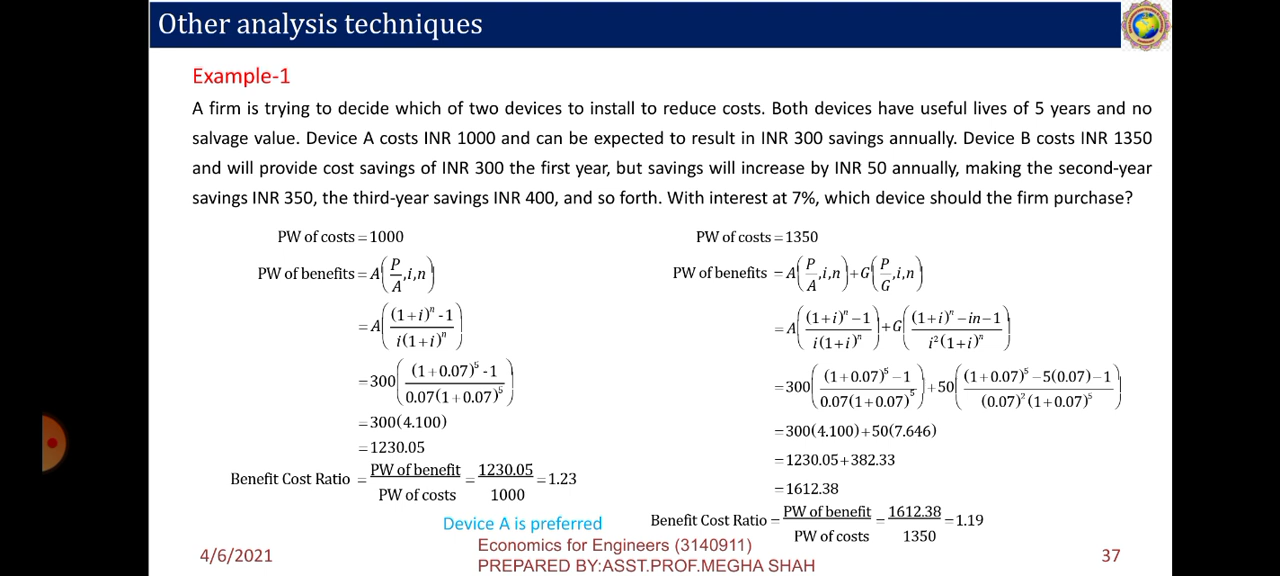 Other analysis techniques
Example-1
A firm is trying to decide which of two devices to install to reduce costs. Both devices have useful lives of 5 years and no
salvage value. Device A costs INR 1000 and can be expected to result in INR 300 savings annually. Device B costs INR 1350
and will provide cost savings of INR 300 the first year, but savings will increase by INR 50 annually, making the second-year
savings INR 350, the third-year savings INR 400, and so forth. With interest at 7%, which device should the firm purchase?
PW of costs = 1000
PW of benefits = A(P/A, i, n)
= A(((1+i)^n - 1)/(i(1+i)^n))
= 300(((1+0.07)^5 - 1)/(0.07(1+0.07)^5))
= 300(4.100)
= 1230.05
Benefit Cost Ratio = PW of benefit/PW of costs = 1230.05/1000 = 1.23
PW of costs = 1350
PW of benefits = A(P/A, i, n) + G(P/G, i, n)
= A(((1+i)^n − 1)/(i(1+i)^n)) + G(((1+i)^n − in − 1)/(i^2(1+i)^n))
= 300(((1+0.07)^5 − 1)/(0.07(1+0.07)^5)) + 50(((1+0.07)^5 − 5(0.07) − 1)/((0.07)^2(1+0.07)^5))
= 300(4.100)+50(7.646)
= 1230.05+382.33
= 1612.38
Benefit Cost Ratio = PW of benefit/PW of costs = 1612.38/1350 = 1.19
Device A is preferred
4/6/2021
Economics for Engineers (3140911)
PREPARED BY:ASST.PROF.MEGHA SHAH
37